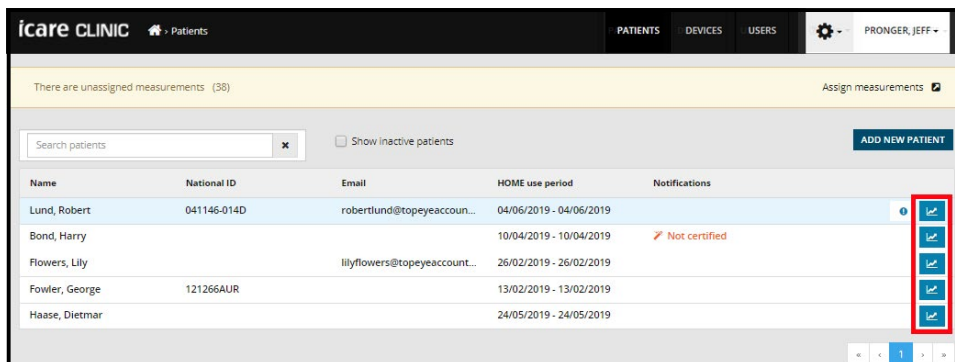 icare CLINIC > Patients PATIENTS DEVICES USERS PRONGER, JEFF
There are unassigned measurements (38) Assign measurements
Search patients Show inactive patients ADD NEW PATIENT
Name National ID Email HOME use period Notifications
Lund, Robert 041146-014D robertlund@topeyeaccoun... 04/06/2019 - 04/06/2019
Bond, Harry 10/04/2019 - 10/04/2019 Not certified
Flowers, Lily lilyflowers@topeyeaccount... 26/02/2019 - 26/02/2019
Fowler, George 121266AUR 13/02/2019 - 13/02/2019
Haase, Dietmar 24/05/2019 - 24/05/2019
« ‹ 1 › »